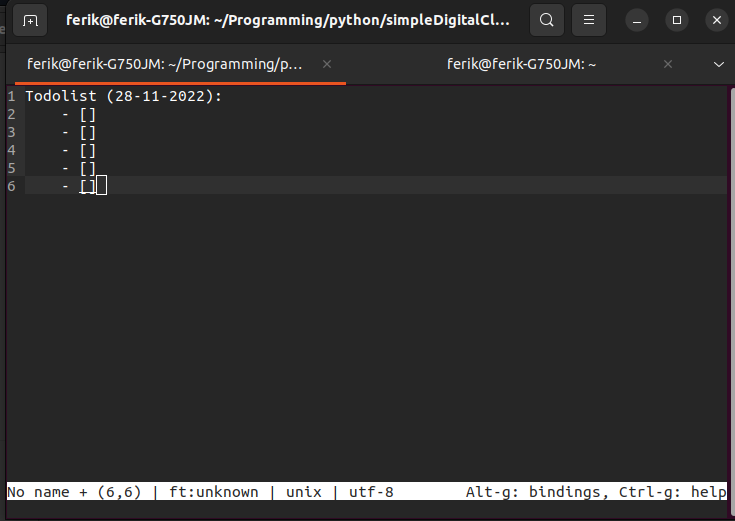 ferik@ferik-G750JM: ~/Programming/python/simpleDigitalCl...
ferik@ferik-G750JM: ~/Programming/p... ferik@ferik-G750JM: ~
1 Todolist (28-11-2022):
2 - []
3 - []
4 - []
5 - []
6 - []
No name + (6,6) | ft:unknown | unix | utf-8 Alt-g: bindings, Ctrl-g: help